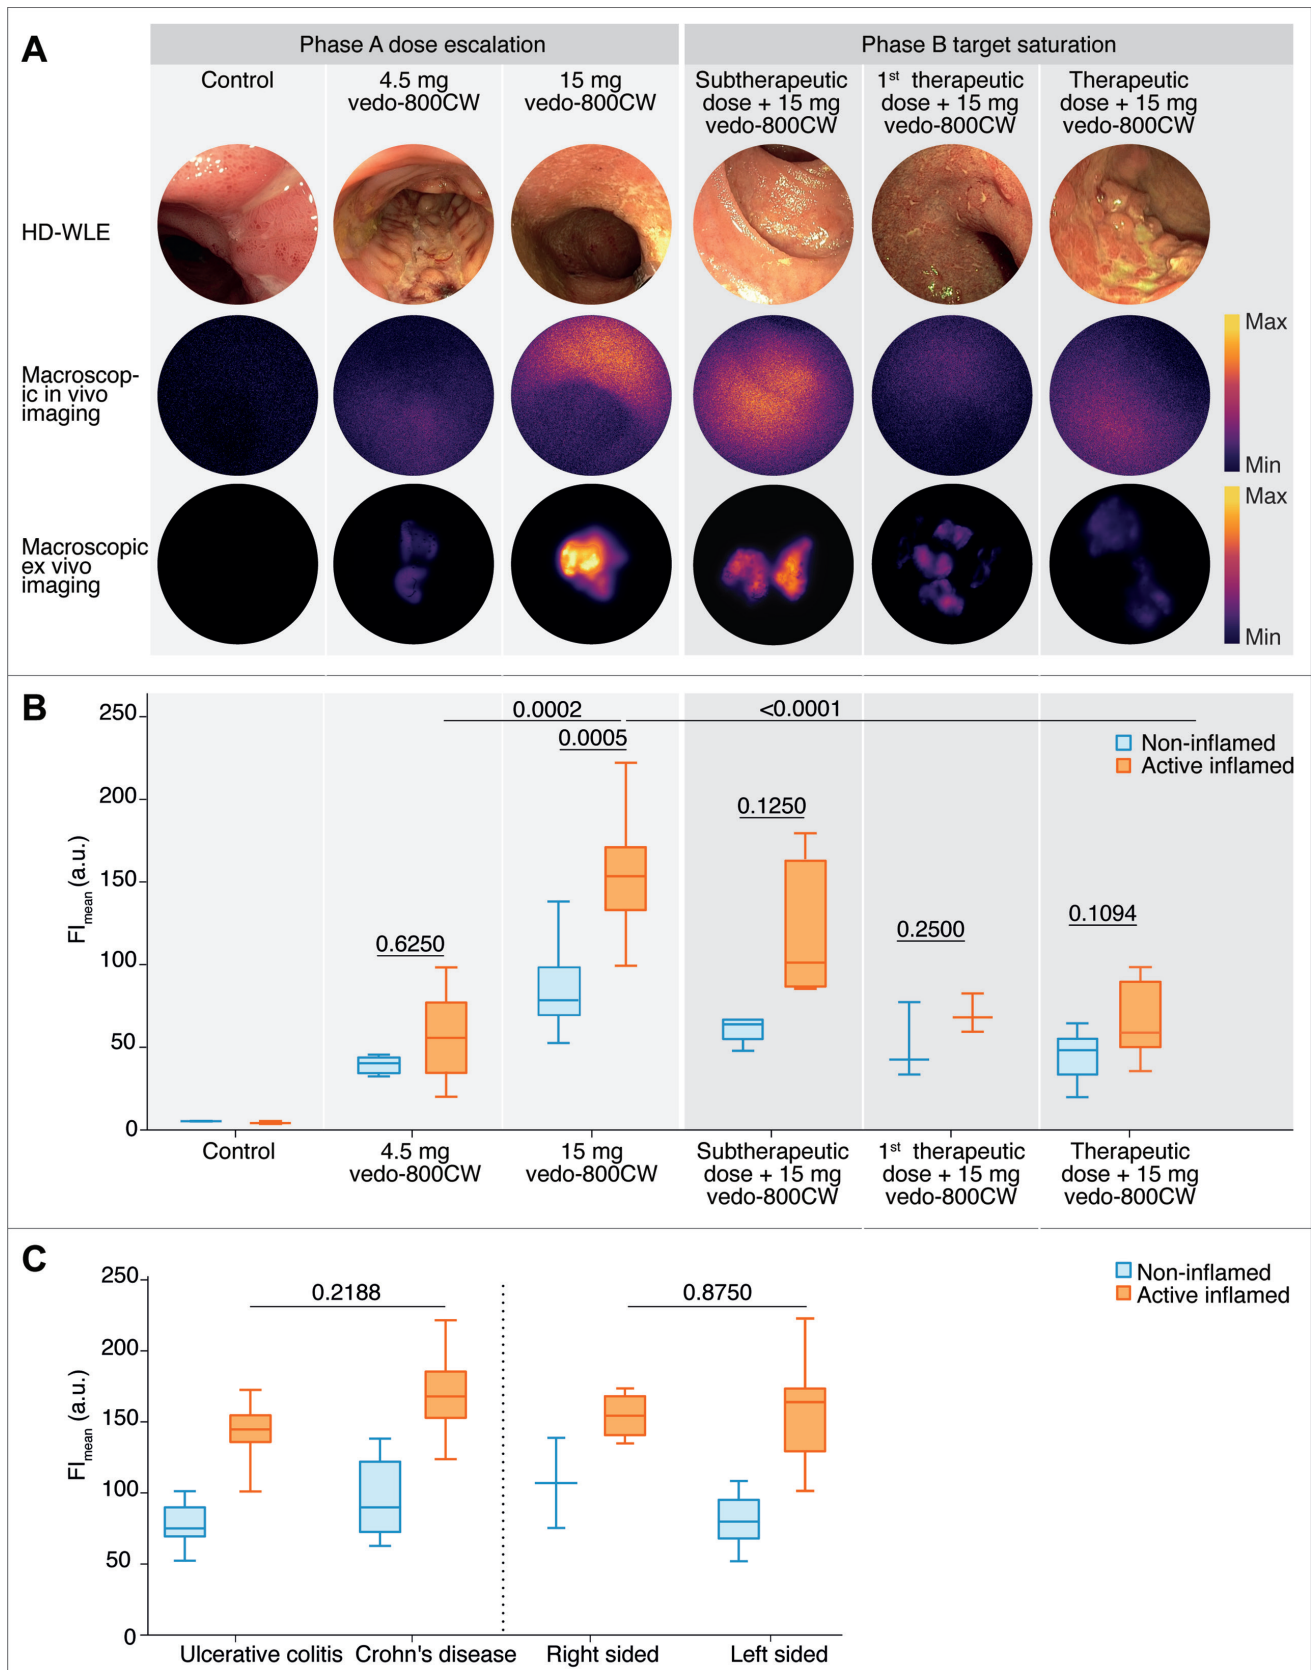 A
Phase A dose escalation
Phase B target saturation
Control
4.5 mg
vedo-800CW
15 mg
vedo-800CW
Subtherapeutic
dose + 15 mg
vedo-800CW
1st therapeutic
dose + 15 mg
vedo-800CW
Therapeutic
dose + 15 mg
vedo-800CW
HD-WLE
Macroscop-
ic in vivo
imaging
Max
Min
Macroscopic
ex vivo
imaging
Max
Min
B
FImean (a.u.)
250
200
150
100
50
0
0.0002
<0.0001
0.0005
0.6250
0.1250
0.2500
0.1094
Non-inflamed
Active inflamed
Control
4.5 mg
vedo-800CW
15 mg
vedo-800CW
Subtherapeutic
dose + 15 mg
vedo-800CW
1st therapeutic
dose + 15 mg
vedo-800CW
Therapeutic
dose + 15 mg
vedo-800CW
C
FImean (a.u.)
250
200
150
100
50
0
0.2188
0.8750
Non-inflamed
Active inflamed
Ulcerative colitis
Crohn's disease
Right sided
Left sided